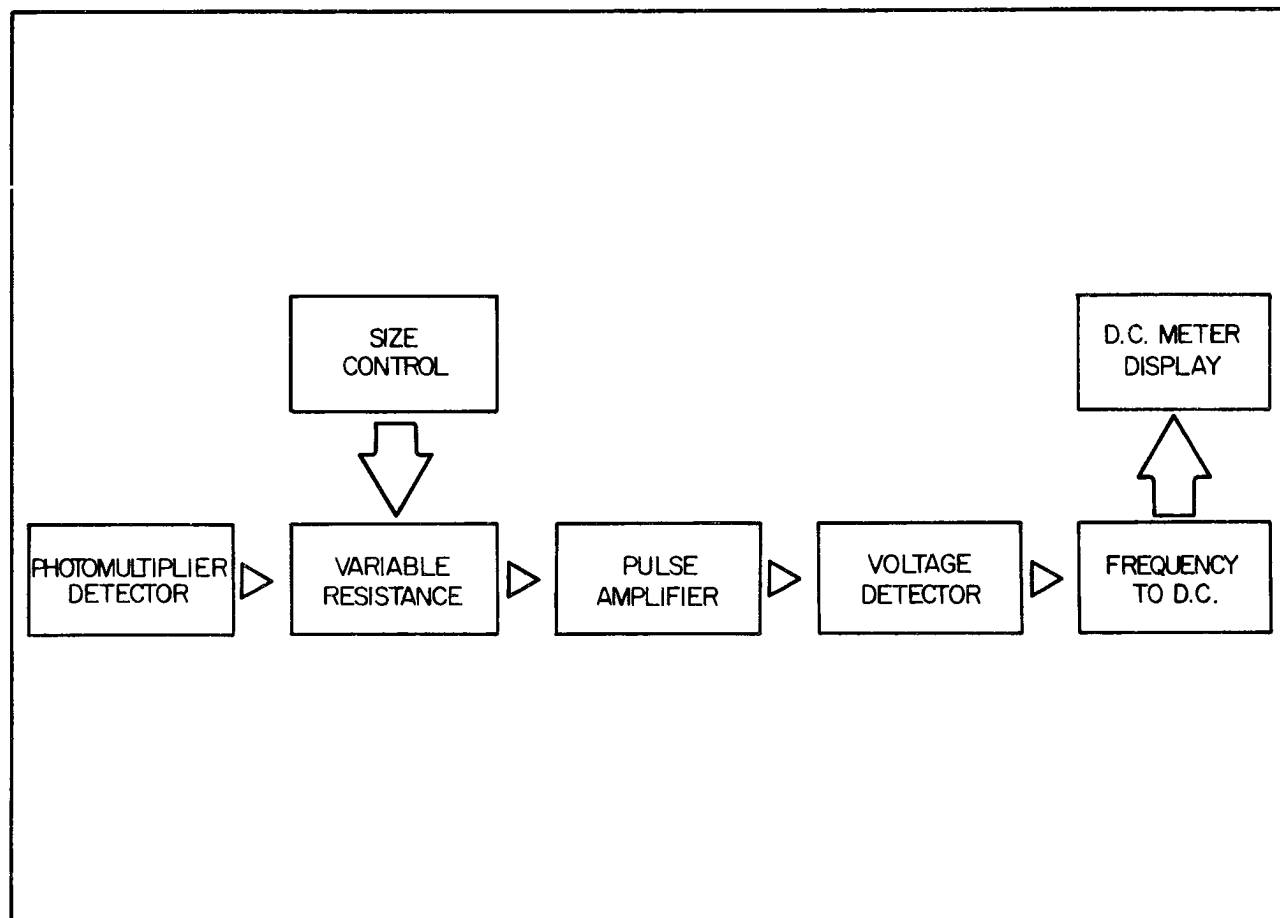 SIZE
CONTROL
D.C. METER
DISPLAY
PHOTOMULTIPLIER
DETECTOR
VARIABLE
RESISTANCE
PULSE
AMPLIFIER
VOLTAGE
DETECTOR
FREQUENCY
TO D.C.